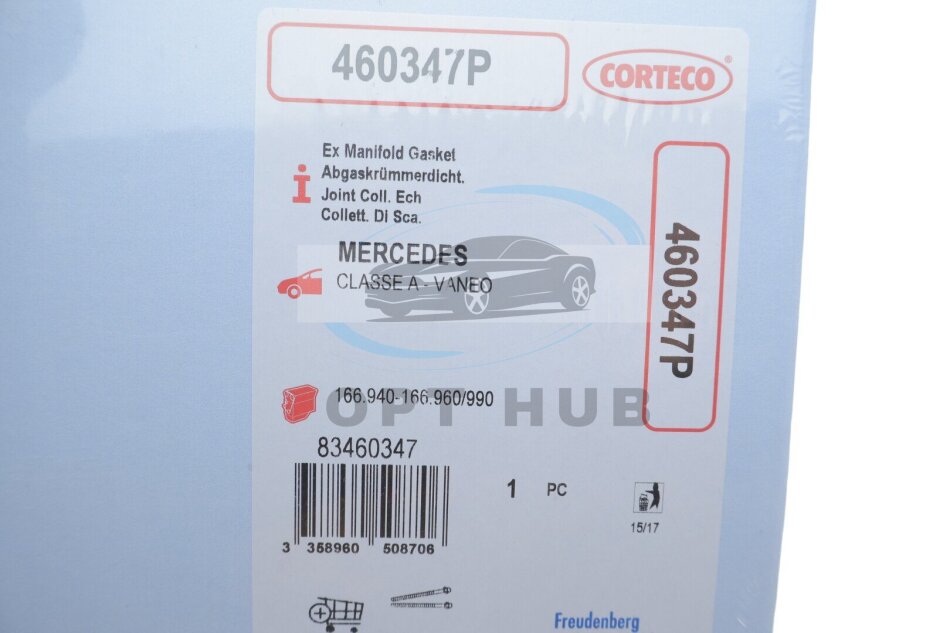 460347P
CORTECO®
Ex Manifold Gasket
Abgaskrümmerdicht.
Joint Coll. Ech
Collett. Di Sca.
MERCEDES
CLASSE A - VANEO
460347P
166.940-166.960/990
OPT HUB
83460347
1 PC
15/17
3 358960 508706
Freudenberg